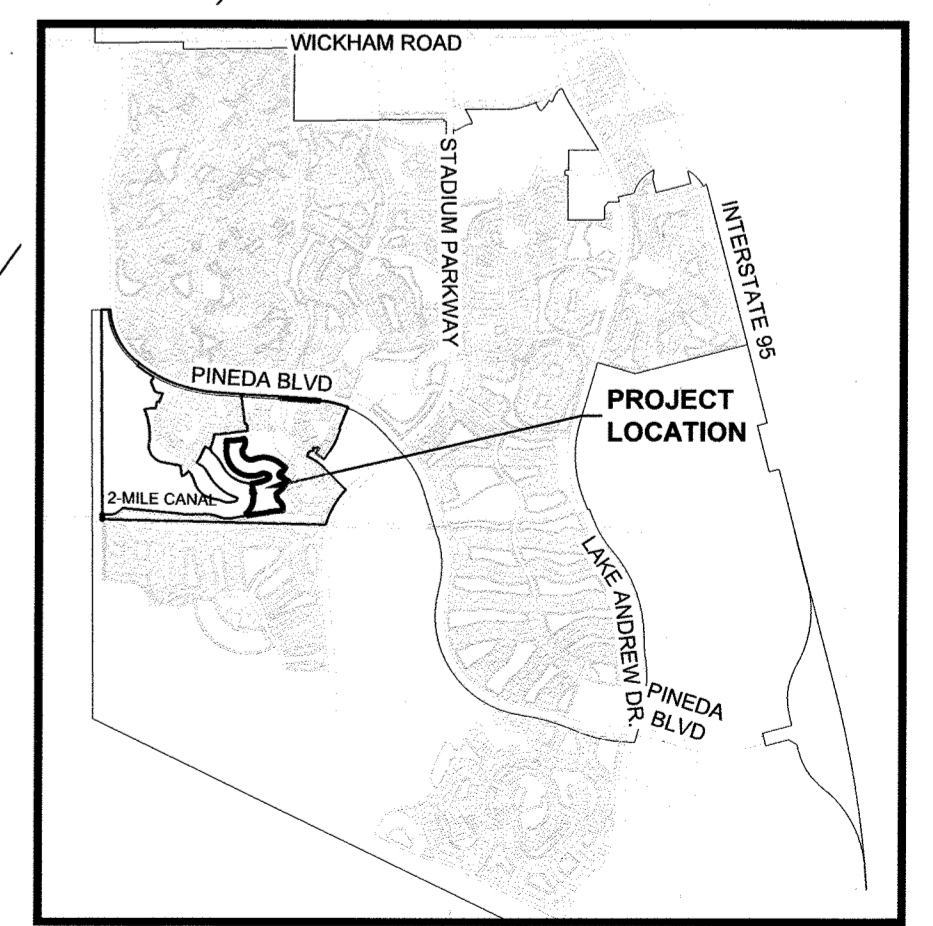 WICKHAM ROAD
STADIUM PARKWAY
INTERSTATE 95
PINEDA BLVD
PROJECT
LOCATION
2-MILE CANAL
LAKE ANDREW DR.
PINEDA
BLVD